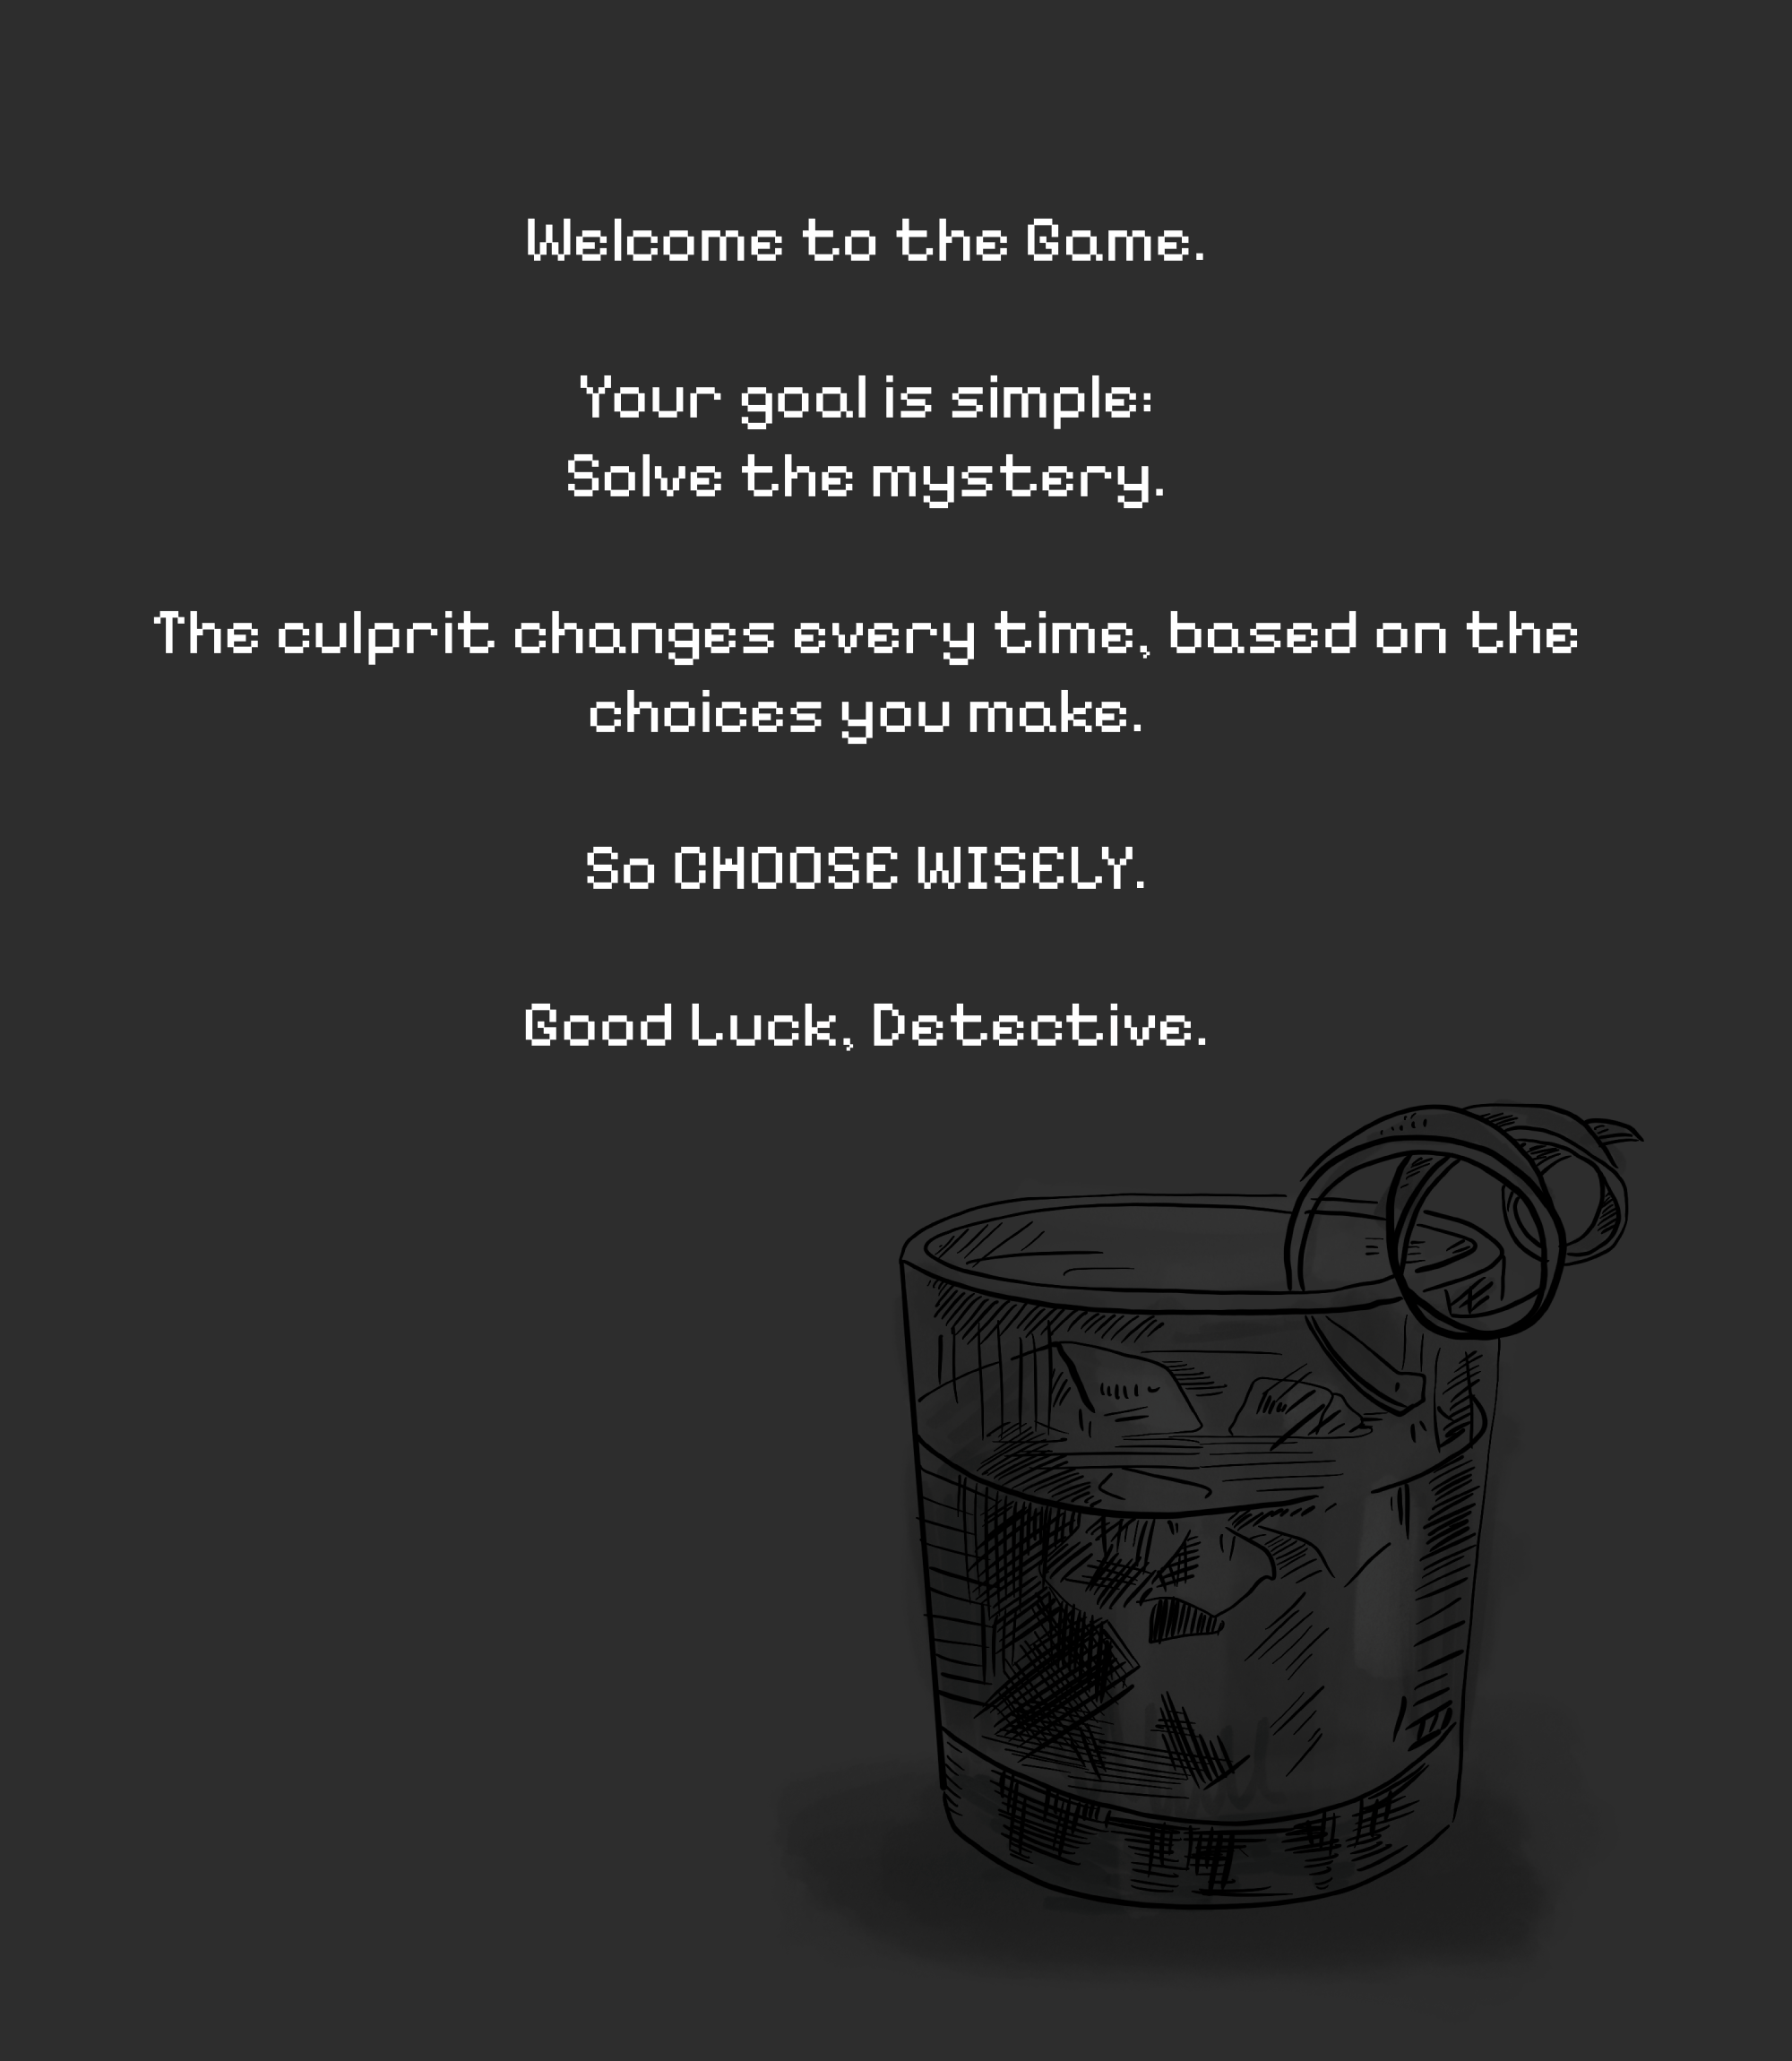 Welcome to the Game.
Your goal is simple:
Solve the mystery.
The culprit changes every time, based on the
choices you make.
So CHOOSE WISELY.
Good Luck, Detective.